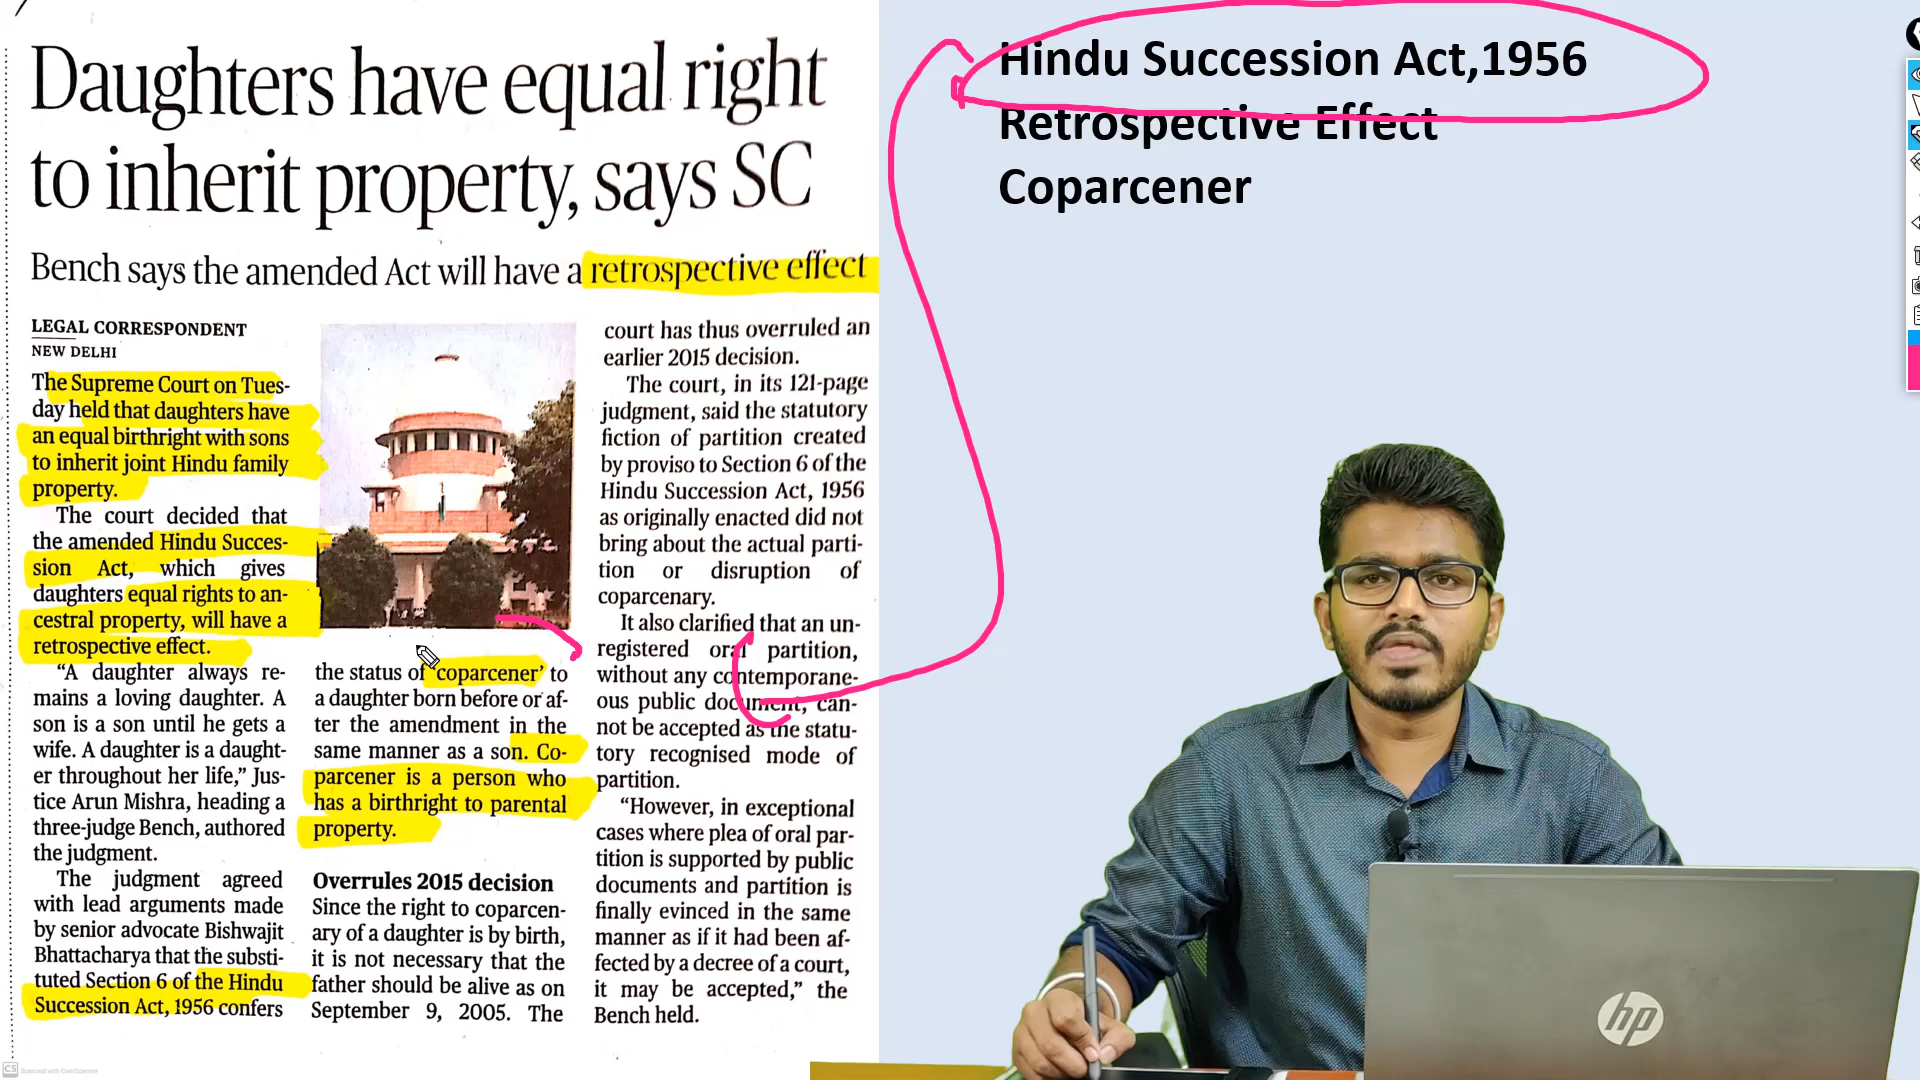 Daughters have equal right
to inherit property, says SC
Bench says the amended Act will have a retrospective effect
LEGAL CORRESPONDENT
NEW DELHI
The Supreme Court on Tues-
day held that daughters have
an equal birthright with sons
to inherit joint Hindu family
property.
The court decided that
the amended Hindu Succes-
sion Act, which gives
daughters equal rights to an-
cestral property, will have a
retrospective effect.
“A daughter always re-
mains a loving daughter. A
son is a son until he gets a
wife. A daughter is a daught-
er throughout her life,” Jus-
tice Arun Mishra, heading a
three-judge Bench, authored
the judgment.
The judgment agreed
with lead arguments made
by senior advocate Bishwajit
Bhattacharya that the substi-
tuted Section 6 of the Hindu
Succession Act, 1956 confers
the status of ‘coparcener’ to
a daughter born before or af-
ter the amendment in the
same manner as a son. Co-
parcener is a person who
has a birthright to parental
property.
Overrules 2015 decision
Since the right to coparcen-
ary of a daughter is by birth,
it is not necessary that the
father should be alive as on
September 9, 2005. The
court has thus overruled an
earlier 2015 decision.
The court, in its 121-page
judgment, said the statutory
fiction of partition created
by proviso to Section 6 of the
Hindu Succession Act, 1956
as originally enacted did not
bring about the actual parti-
tion or disruption of
coparcenary.
It also clarified that an un-
registered oral partition,
without any contemporane-
ous public document, can-
not be accepted as the statu-
tory recognised mode of
partition.
“However, in exceptional
cases where plea of oral par-
tition is supported by public
documents and partition is
finally evinced in the same
manner as if it had been af-
fected by a decree of a court,
it may be accepted,” the
Bench held.
CS Scanned with CamScanner
Hindu Succession Act,1956
Retrospective Effect
Coparcener
hp